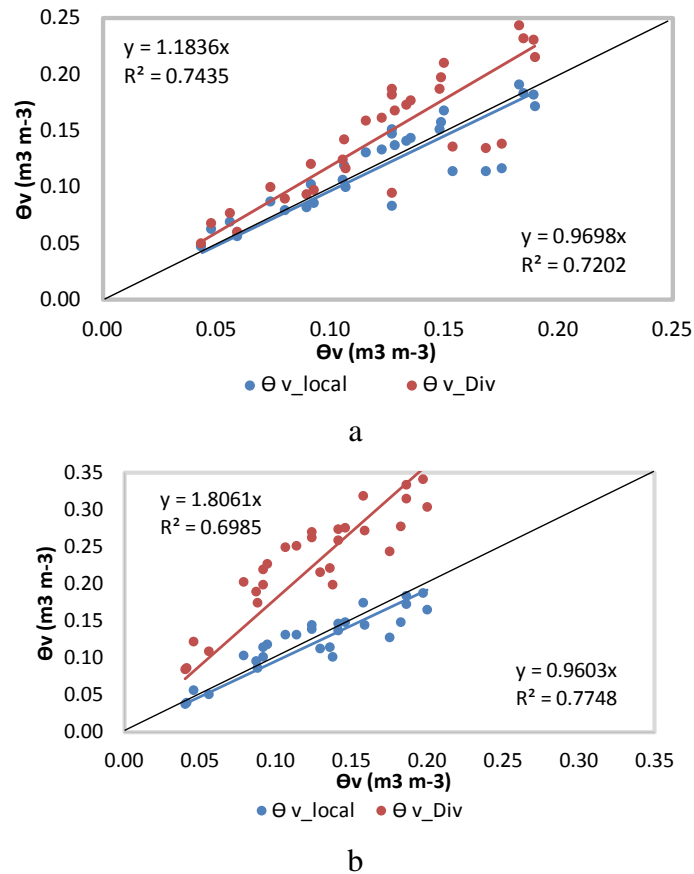 0.25
0.20
0.15
0.10
0.05
0.00
ϴv (m3 m-3)
y = 1.1836x
R² = 0.7435
y = 0.9698x
R² = 0.7202
0.00 0.05 0.10 0.15 0.20 0.25
ϴv (m3 m-3)
ϴ v_local ϴ v_Div
a
0.35
0.30
0.25
0.20
0.15
0.10
0.05
0.00
ϴv (m3 m-3)
y = 1.8061x
R² = 0.6985
y = 0.9603x
R² = 0.7748
0.00 0.05 0.10 0.15 0.20 0.25 0.30 0.35
ϴv (m3 m-3)
ϴ v_local ϴ v_Div
b